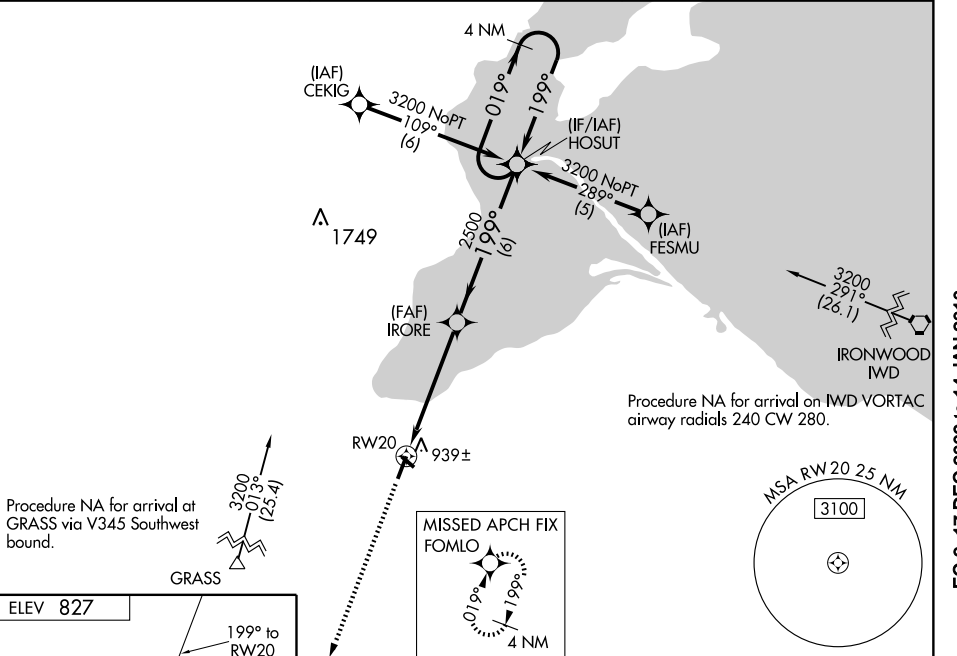 4 NM
019°
199°
(IAF)
CEKIG
3200 NoPT
109°
(6)
(IF/IAF)
HOSUT
3200 NoPT
289°
(5)
(IAF)
FESMU
1749
2500
199°
(6)
(FAF)
IRORE
3200
291°
(26.1)
IRONWOOD
IWD
Procedure NA for arrival on IWD VORTAC
airway radials 240 CW 280.
RW20
939±
3200
013°
(25.4)
Procedure NA for arrival at
GRASS via V345 Southwest
bound.
GRASS
MISSED APCH FIX
FOMLO
019°
199°
4 NM
MSA RW 20 25 NM
3100
ELEV 827
199° to
RW20